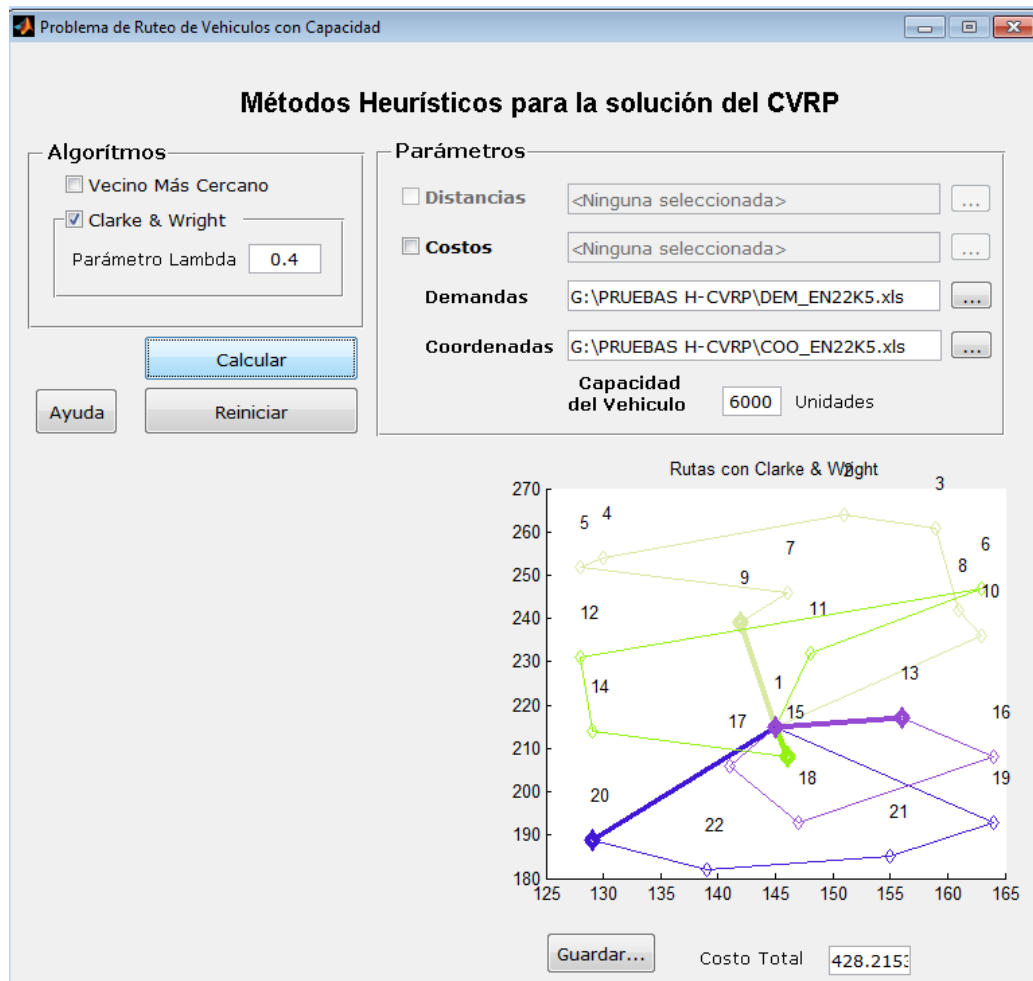 Problema de Ruteo de Vehiculos con Capacidad
Métodos Heurísticos para la solución del CVRP
Algorítmos
Vecino Más Cercano
Clarke & Wright
Parámetro Lambda 0.4
Calcular
Ayuda
Reiniciar
Parámetros
Distancias <Ninguna seleccionada> ...
Costos <Ninguna seleccionada> ...
Demandas G:\PRUEBAS H-CVRP\DEM_EN22K5.xls ...
Coordenadas G:\PRUEBAS H-CVRP\COO_EN22K5.xls ...
Capacidad
del Vehiculo 6000 Unidades
Rutas con Clarke & Wright
2
3
270
5 4
260
7 6
250
9 8
10
240
12 11
230
13
220
14 1
210
17 15 16
200
18 19
20
190
22 21
180
125 130 135 140 145 150 155 160 165
Guardar...
Costo Total 428.2153